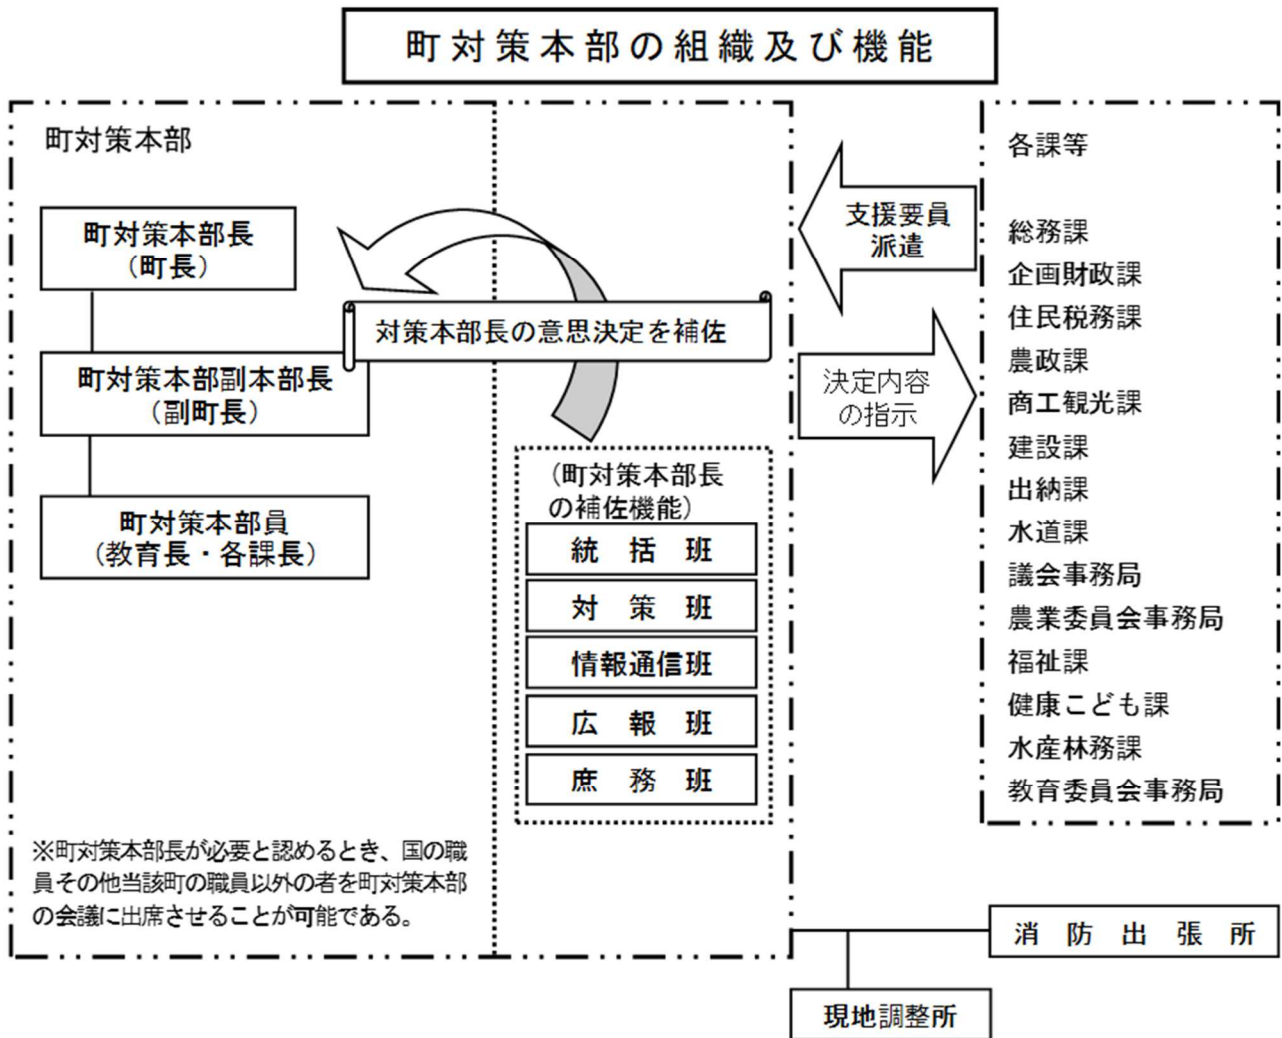 町対策本部の組織及び機能
町対策本部
町対策本部長
（町長）
町対策本部副本部長
（副町長）
町対策本部員
（教育長・各課長）
※町対策本部長が必要と認めるとき、国の職
員その他当該町の職員以外の者を町対策本部
の会議に出席させることが可能である。
対策本部長の意思決定を補佐
（町対策本部長
の補佐機能）
統括班
対策班
情報通信班
広報班
庶務班
支援要員
派遣
決定内容
の指示
各課等
総務課
企画財政課
住民税務課
農政課
商工観光課
建設課
出納課
水道課
議会事務局
農業委員会事務局
福祉課
健康こども課
水産林務課
教育委員会事務局
消防出張所
現地調整所